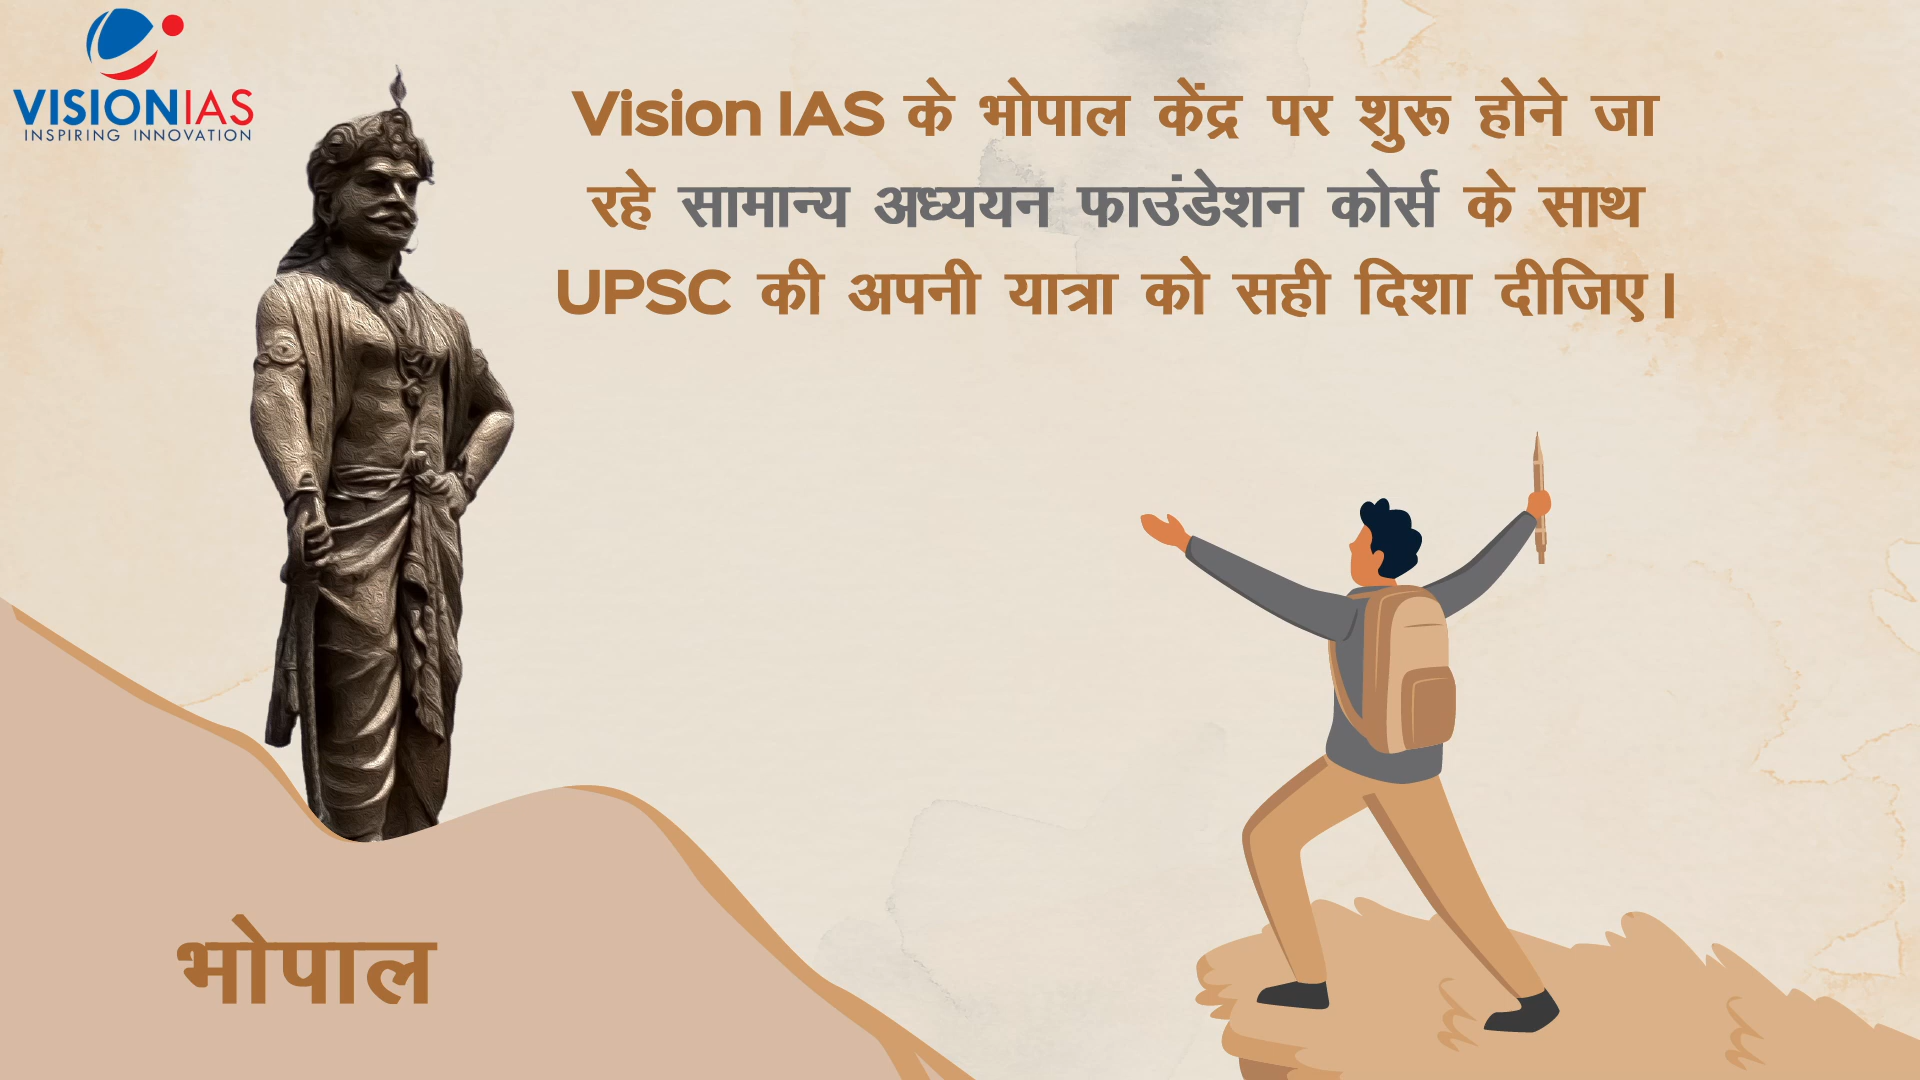 VISIONIAS
INSPIRING INNOVATION
Vision IAS के भोपाल केंद्र पर शुरू होने जा
रहे सामान्य अध्ययन फाउंडेशन कोर्स के साथ
UPSC की अपनी यात्रा को सही दिशा दीजिए।
भोपाल